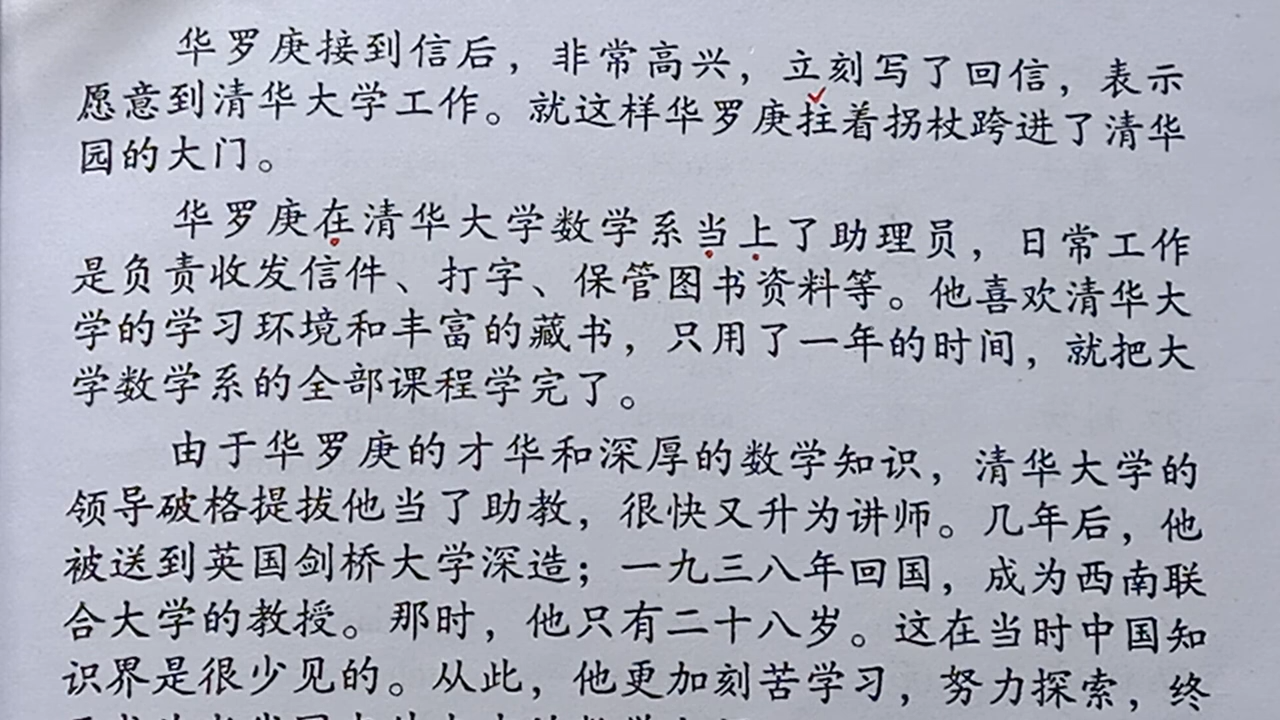 华罗庚接到信后，非常高兴，立刻写了回信，表示
愿意到清华大学工作。就这样华罗庚拄着拐杖跨进了清华
园的大门。
华罗庚在清华大学数学系当上了助理员，日常工作
是负责收发信件、打字、保管图书资料等。他喜欢清华大
学的学习环境和丰富的藏书，只用了一年的时间，就把大
学数学系的全部课程学完了。
由于华罗庚的才华和深厚的数学知识，清华大学的
领导破格提拔他当了助教，很快又升为讲师。几年后，他
被送到英国剑桥大学深造；一九三八年回国，成为西南联
合大学的教授。那时，他只有二十八岁。这在当时中国知
识界是很少见的。从此，他更加刻苦学习，努力探索，终